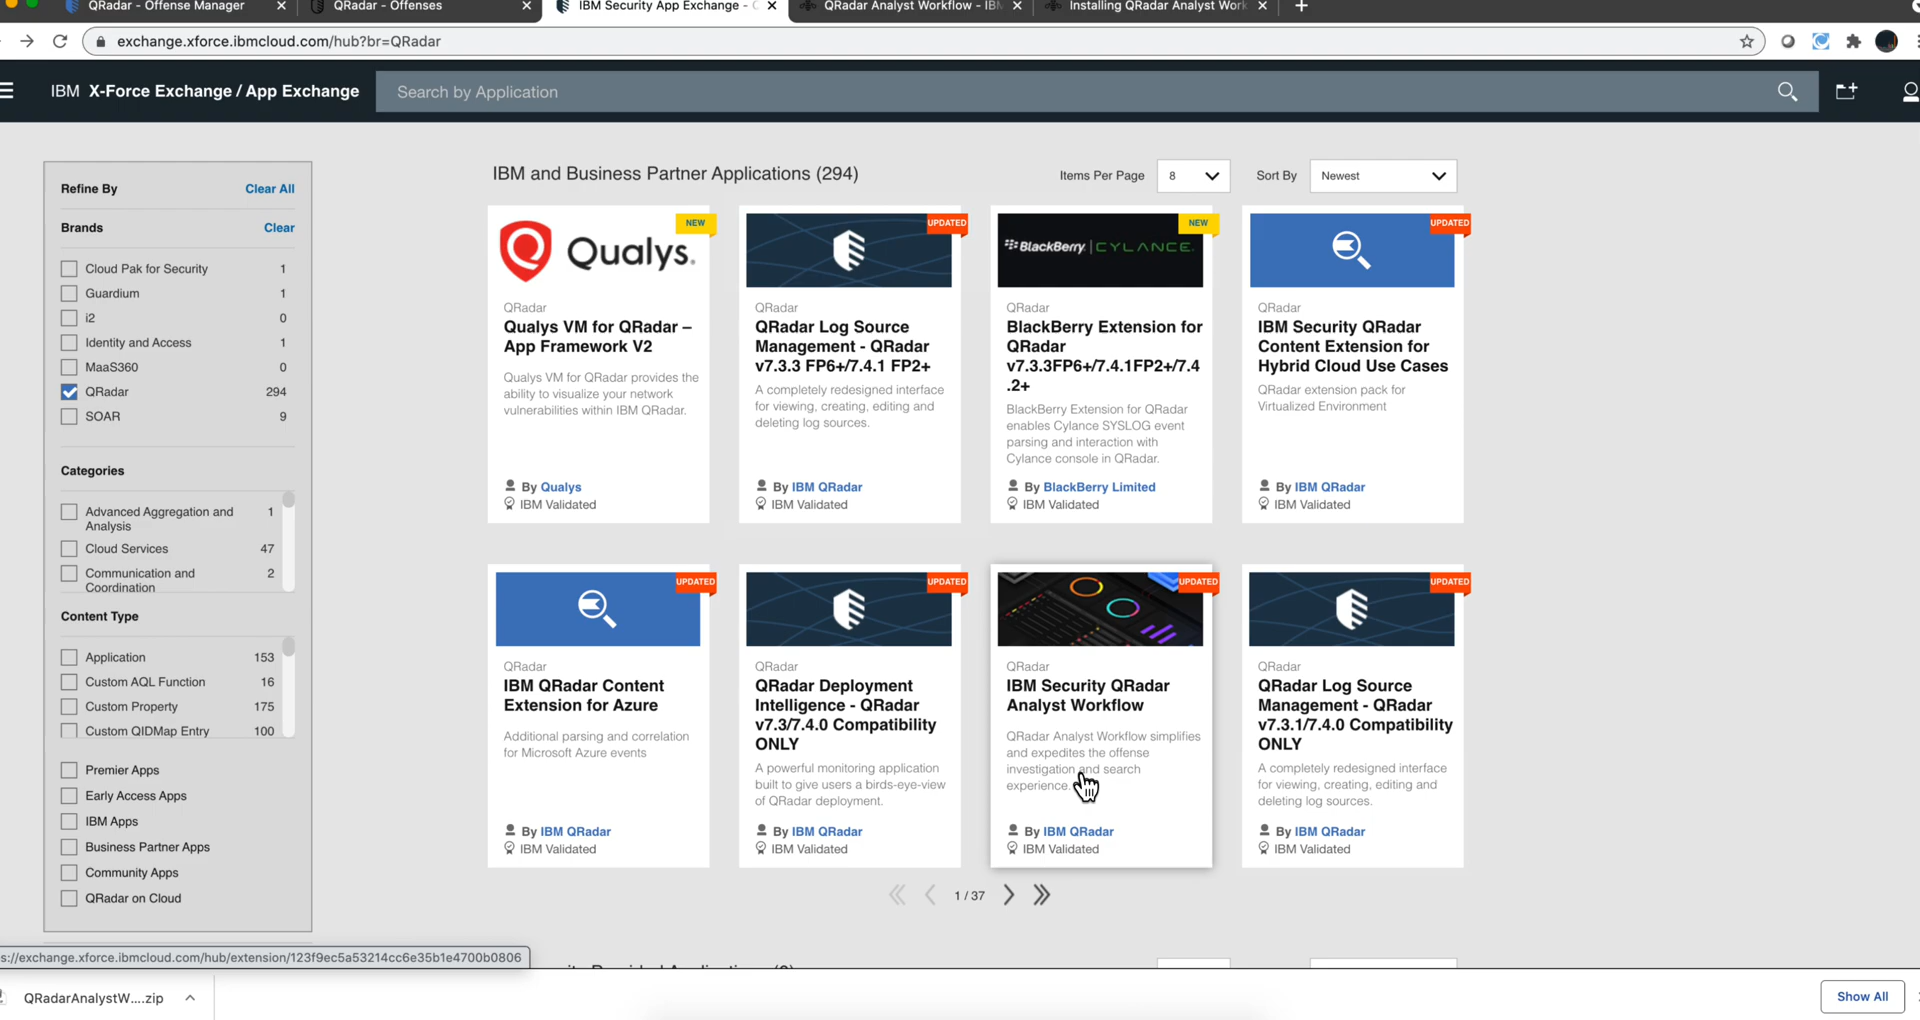 QRadar - Offense Manager
QRadar - Offenses
IBM Security App Exchange -
QRadar Analyst Workflow - IBM
Installing QRadar Analyst Work
exchange.xforce.ibmcloud.com/hub?br=QRadar
IBM X-Force Exchange / App Exchange
Search by Application
Refine By Clear All
Brands Clear
Cloud Pak for Security 1
Guardium 1
i2 0
Identity and Access 1
MaaS360 0
QRadar 294
SOAR 9
Categories
Advanced Aggregation and 1
Analysis
Cloud Services 47
Communication and 2
Coordination
Content Type
Application 153
Custom AQL Function 16
Custom Property 175
Custom QIDMap Entry 100
Premier Apps
Early Access Apps
IBM Apps
Business Partner Apps
Community Apps
QRadar on Cloud
IBM and Business Partner Applications (294)
Items Per Page 8
Sort By Newest
NEW
Qualys.
QRadar
Qualys VM for QRadar –
App Framework V2
Qualys VM for QRadar provides the
ability to visualize your network
vulnerabilities within IBM QRadar.
By Qualys
IBM Validated
UPDATED
QRadar
QRadar Log Source
Management - QRadar
v7.3.3 FP6+/7.4.1 FP2+
A completely redesigned interface
for viewing, creating, editing and
deleting log sources.
By IBM QRadar
IBM Validated
NEW
BlackBerry | CYLANCE
QRadar
BlackBerry Extension for
QRadar
v7.3.3FP6+/7.4.1FP2+/7.4
.2+
BlackBerry Extension for QRadar
enables Cylance SYSLOG event
parsing and interaction with
Cylance console in QRadar.
By BlackBerry Limited
IBM Validated
UPDATED
QRadar
IBM Security QRadar
Content Extension for
Hybrid Cloud Use Cases
QRadar extension pack for
Virtualized Environment
By IBM QRadar
IBM Validated
UPDATED
QRadar
IBM QRadar Content
Extension for Azure
Additional parsing and correlation
for Microsoft Azure events
By IBM QRadar
IBM Validated
UPDATED
QRadar
QRadar Deployment
Intelligence - QRadar
v7.3/7.4.0 Compatibility
ONLY
A powerful monitoring application
built to give users a birds-eye-view
of QRadar deployment.
By IBM QRadar
IBM Validated
UPDATED
QRadar
IBM Security QRadar
Analyst Workflow
QRadar Analyst Workflow simplifies
and expedites the offense
investigation and search
experience.
By IBM QRadar
IBM Validated
UPDATED
QRadar
QRadar Log Source
Management - QRadar
v7.3.1/7.4.0 Compatibility
ONLY
A completely redesigned interface
for viewing, creating, editing and
deleting log sources.
By IBM QRadar
IBM Validated
1 / 37
s://exchange.xforce.ibmcloud.com/hub/extension/123f9ec5a53214cc6e35b1e4700b0806
QRadarAnalystW....zip
Show All